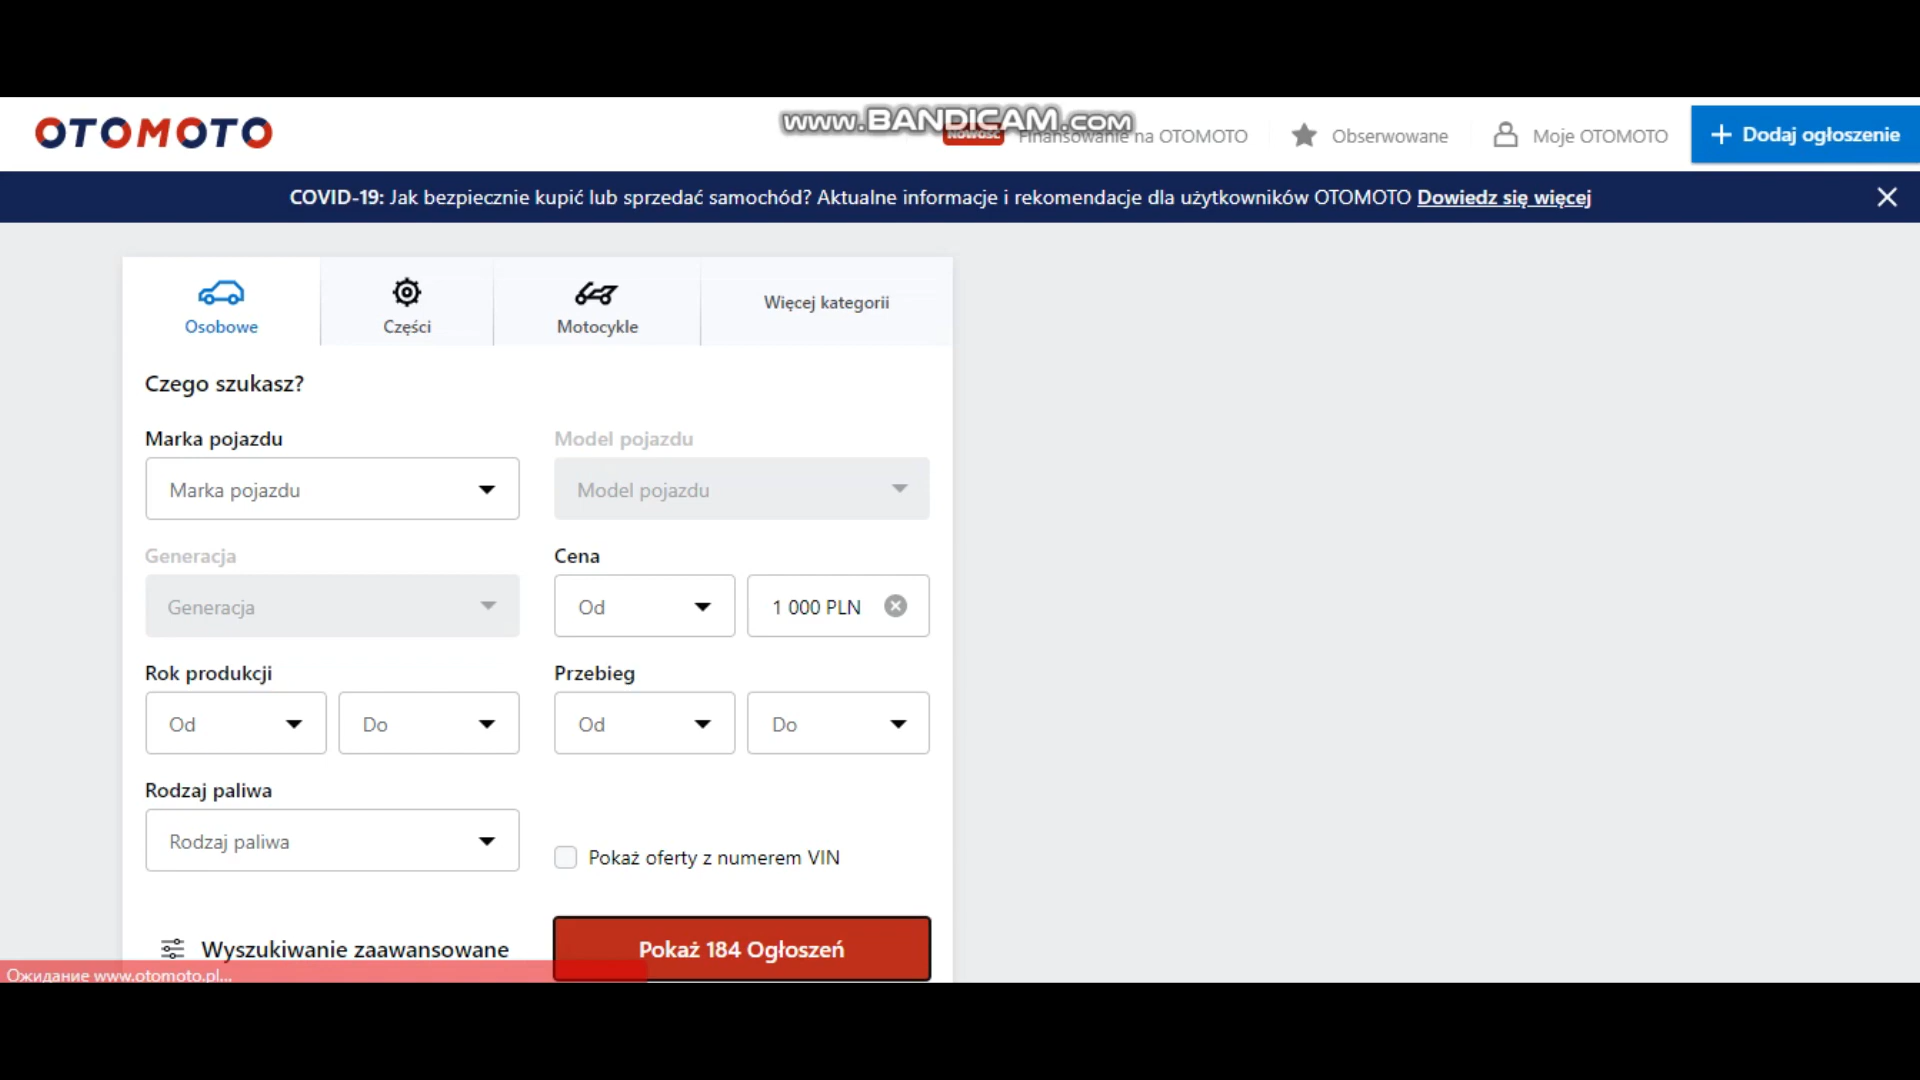 www.BANDICAM.com
OTOMOTO
NOWOŚĆ Finansowanie na OTOMOTO
Obserwowane
Moje OTOMOTO
+ Dodaj ogłoszenie
COVID-19: Jak bezpiecznie kupić lub sprzedać samochód? Aktualne informacje i rekomendacje dla użytkowników OTOMOTO Dowiedz się więcej
Osobowe
Części
Motocykle
Więcej kategorii
Czego szukasz?
Marka pojazdu
Model pojazdu
Marka pojazdu
Model pojazdu
Generacja
Cena
Generacja
Od
1 000 PLN
Rok produkcji
Przebieg
Od
Do
Od
Do
Rodzaj paliwa
Rodzaj paliwa
Pokaż oferty z numerem VIN
Wyszukiwanie zaawansowane
Pokaż 184 Ogłoszeń
Ожидание www.otomoto.pl...